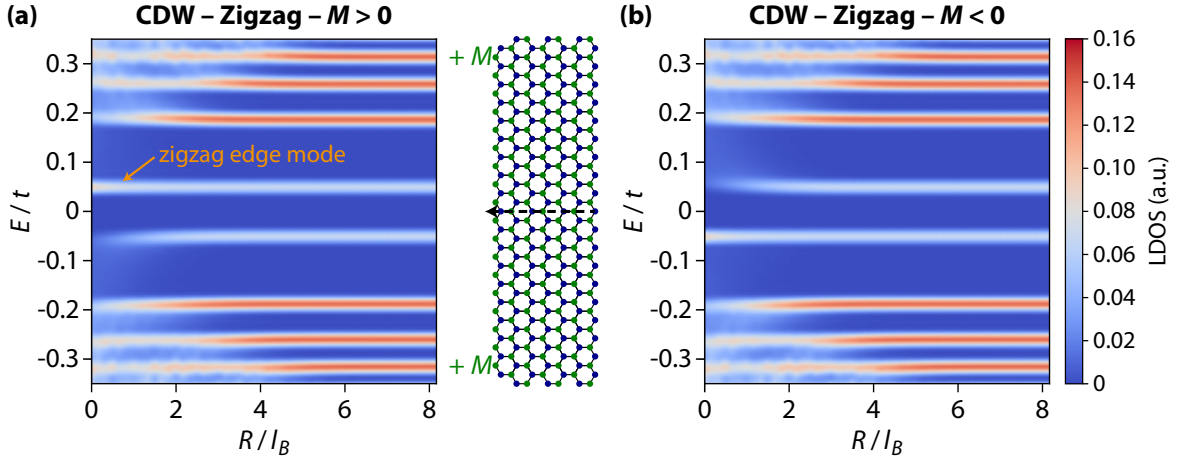 (a) CDW – Zigzag – M > 0
E / t
0.3
0.2
0.1
0
-0.1
-0.2
-0.3
zigzag edge mode
0 2 4 6 8
R / l_B
+ M
+ M
(b) CDW – Zigzag – M < 0
E / t
0.3
0.2
0.1
0
-0.1
-0.2
-0.3
0 2 4 6 8
R / l_B
0.16
0.14
0.12
0.10
0.08
0.06
0.04
0.02
0
LDOS (a.u.)